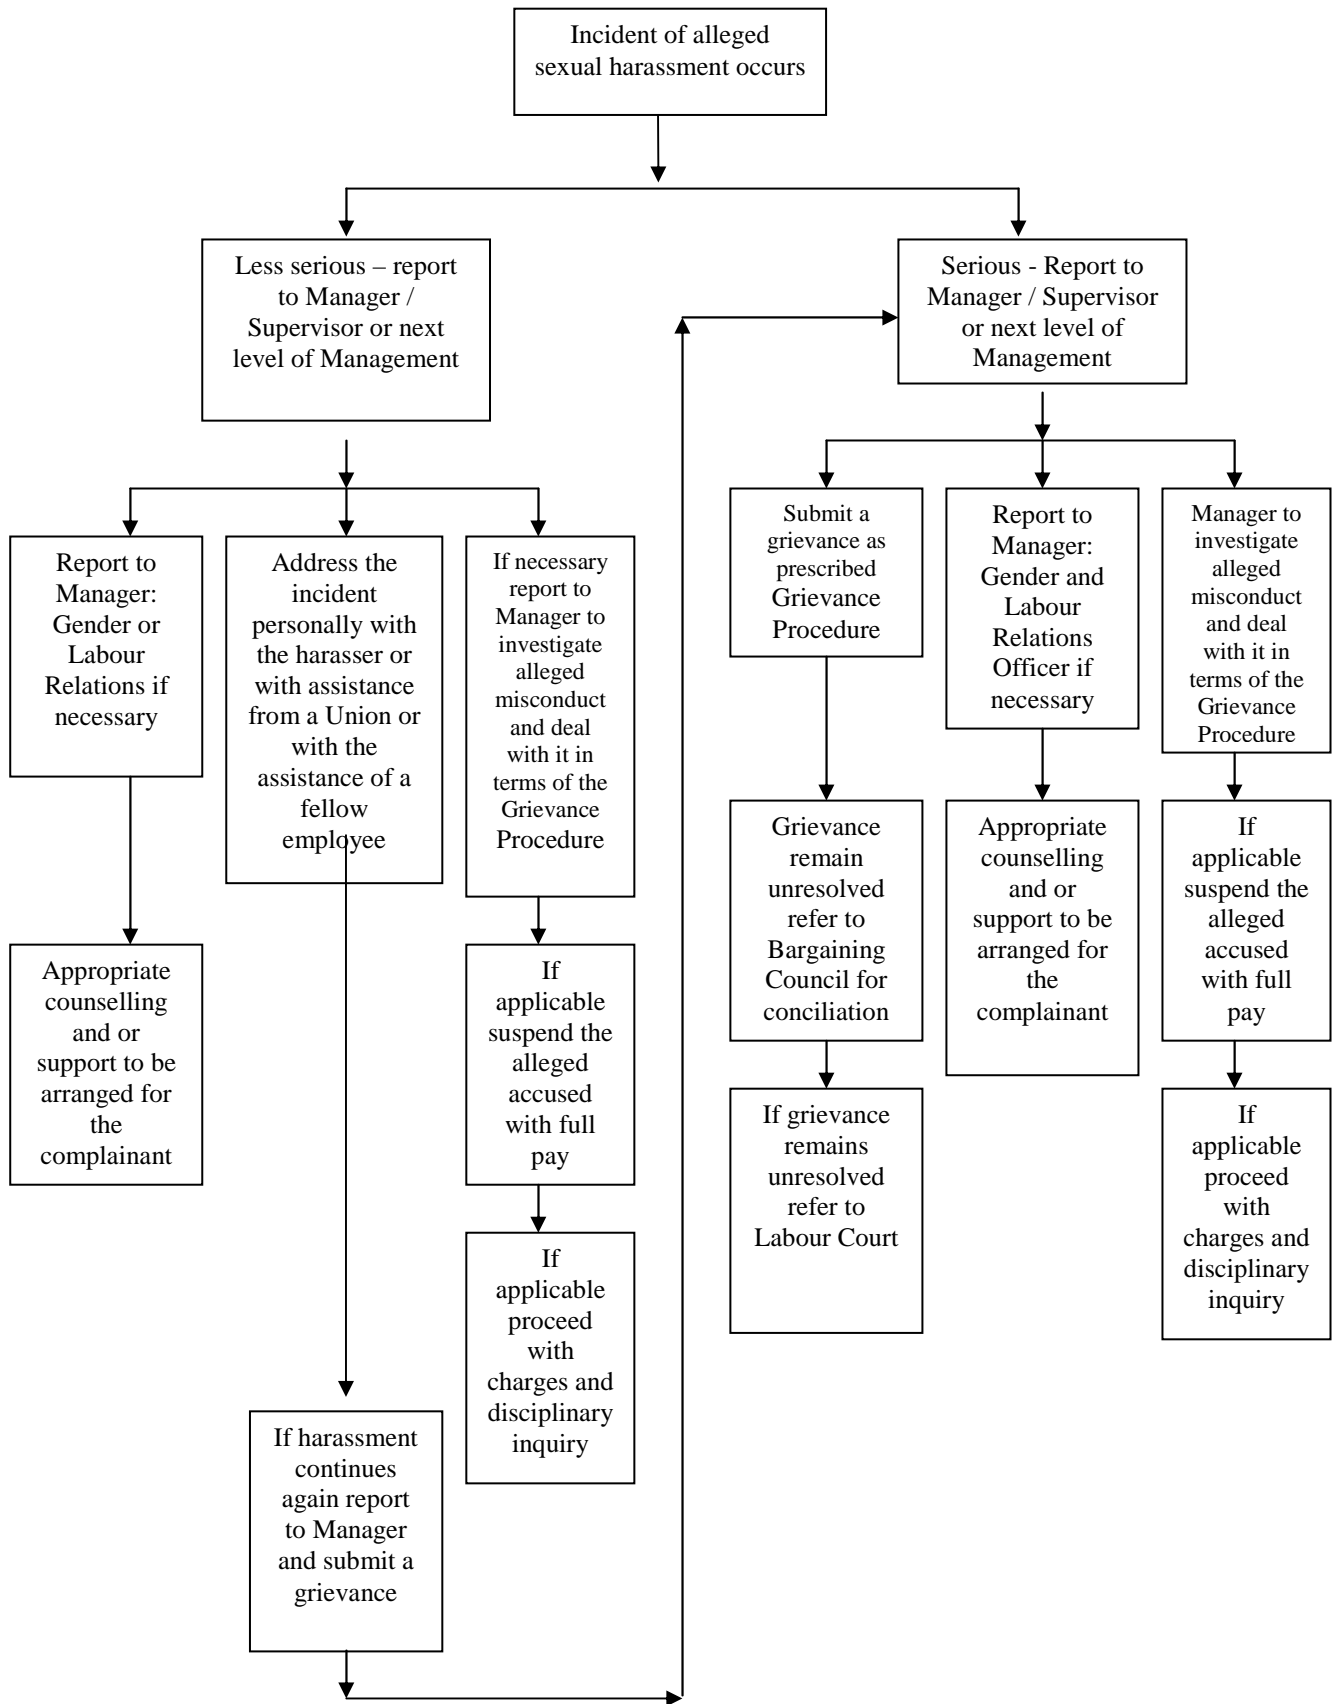 Incident of alleged
sexual harassment occurs
Less serious – report
to Manager /
Supervisor or next
level of Management
Serious - Report to
Manager / Supervisor
or next level of
Management
Report to
Manager:
Gender or
Labour
Relations if
necessary
Address the
incident
personally with
the harasser or
with assistance
from a Union or
with the
assistance of a
fellow
employee
If necessary
report to
Manager to
investigate
alleged
misconduct
and deal
with it in
terms of the
Grievance
Procedure
Submit a
grievance as
prescribed
Grievance
Procedure
Report to
Manager:
Gender and
Labour
Relations
Officer if
necessary
Manager to
investigate
alleged
misconduct
and deal
with it in
terms of the
Grievance
Procedure
Appropriate
counselling
and or
support to be
arranged for
the
complainant
If
applicable
suspend the
alleged
accused
with full
pay
Grievance
remain
unresolved
refer to
Bargaining
Council for
conciliation
Appropriate
counselling
and or
support to be
arranged for
the
complainant
If
applicable
suspend the
alleged
accused
with full
pay
If
applicable
proceed
with
charges and
disciplinary
inquiry
If grievance
remains
unresolved
refer to
Labour Court
If
applicable
proceed
with
charges and
disciplinary
inquiry
If harassment
continues
again report
to Manager
and submit a
grievance